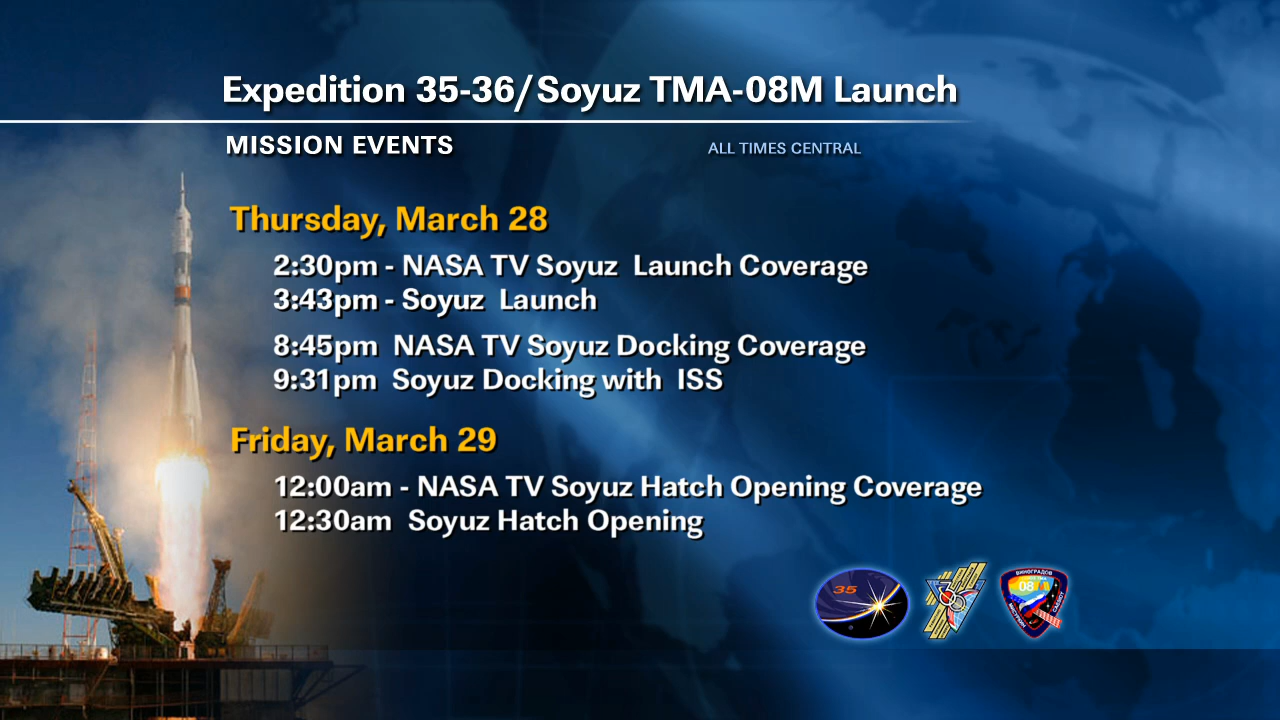 Expedition 35-36/Soyuz TMA-08M Launch
MISSION EVENTS
ALL TIMES CENTRAL
Thursday, March 28
2:30pm - NASA TV Soyuz Launch Coverage
3:43pm - Soyuz Launch
8:45pm NASA TV Soyuz Docking Coverage
9:31pm Soyuz Docking with ISS
Friday, March 29
12:00am - NASA TV Soyuz Hatch Opening Coverage
12:30am Soyuz Hatch Opening
35
36
ВИНОГРАДОВ
08